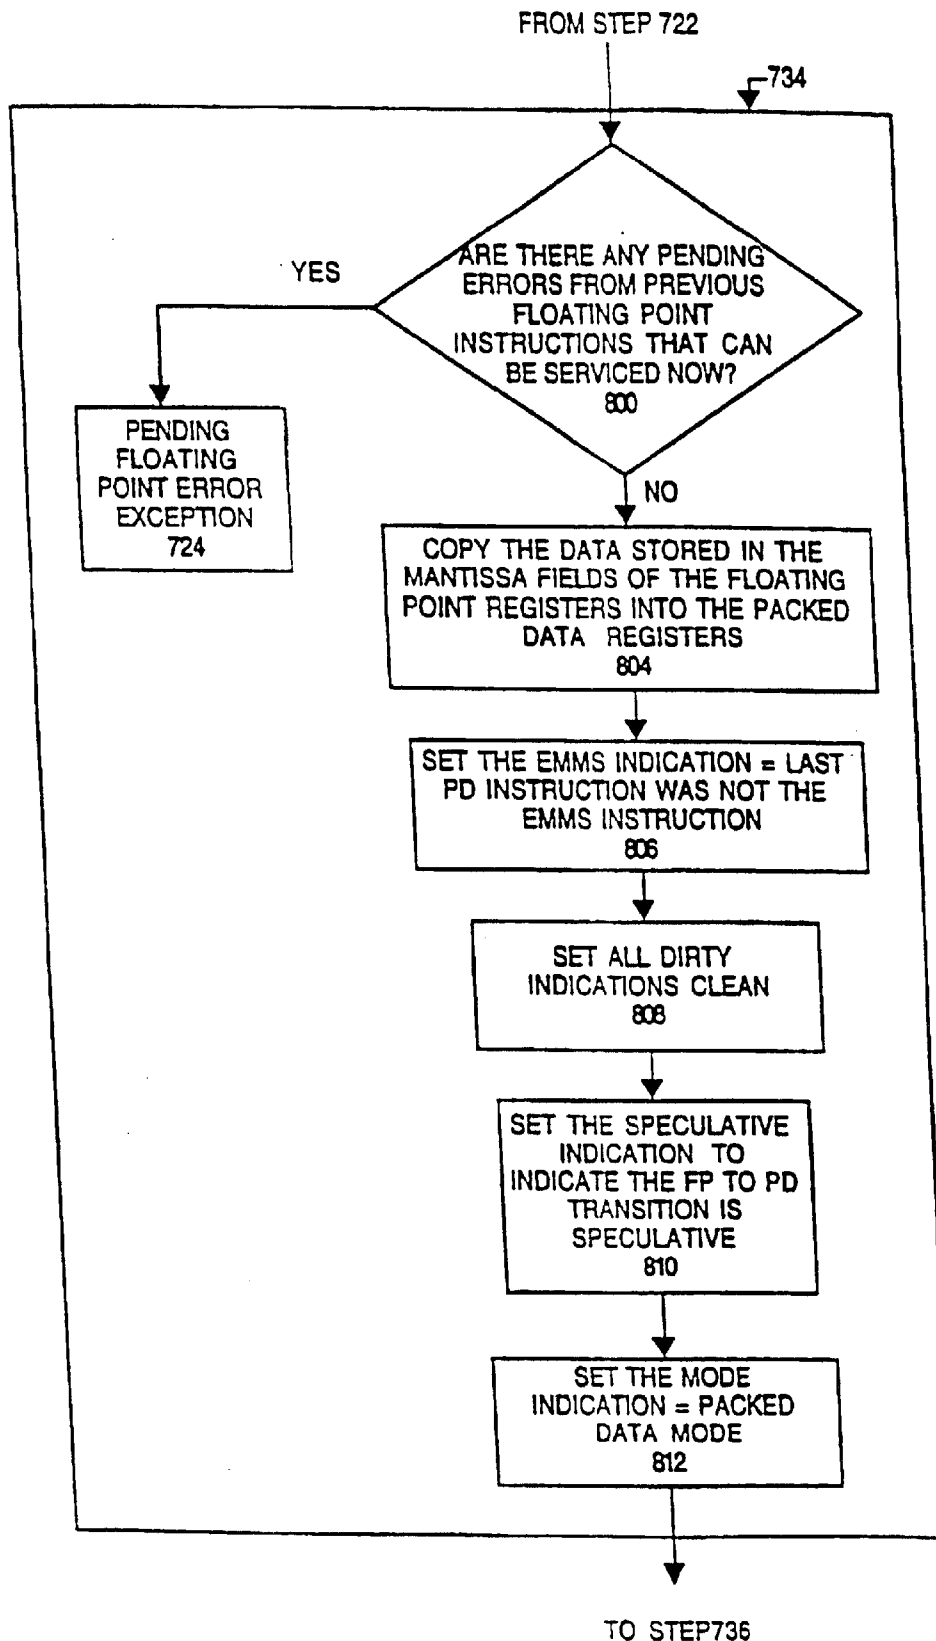 FROM STEP 722
734
ARE THERE ANY PENDING
ERRORS FROM PREVIOUS
FLOATING POINT
INSTRUCTIONS THAT CAN
BE SERVICED NOW?
800
YES
PENDING
FLOATING
POINT ERROR
EXCEPTION
724
NO
COPY THE DATA STORED IN THE
MANTISSA FIELDS OF THE FLOATING
POINT REGISTERS INTO THE PACKED
DATA REGISTERS
804
SET THE EMMS INDICATION = LAST
PD INSTRUCTION WAS NOT THE
EMMS INSTRUCTION
806
SET ALL DIRTY
INDICATIONS CLEAN
808
SET THE SPECULATIVE
INDICATION TO
INDICATE THE FP TO PD
TRANSITION IS
SPECULATIVE
810
SET THE MODE
INDICATION = PACKED
DATA MODE
812
TO STEP736